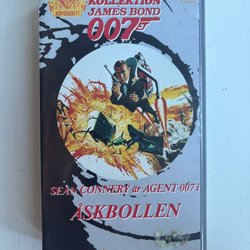 KOLLEKTION
JAMES BOND
007
SEAN CONNERY är AGENT 007 i
ÅSKBOLLEN